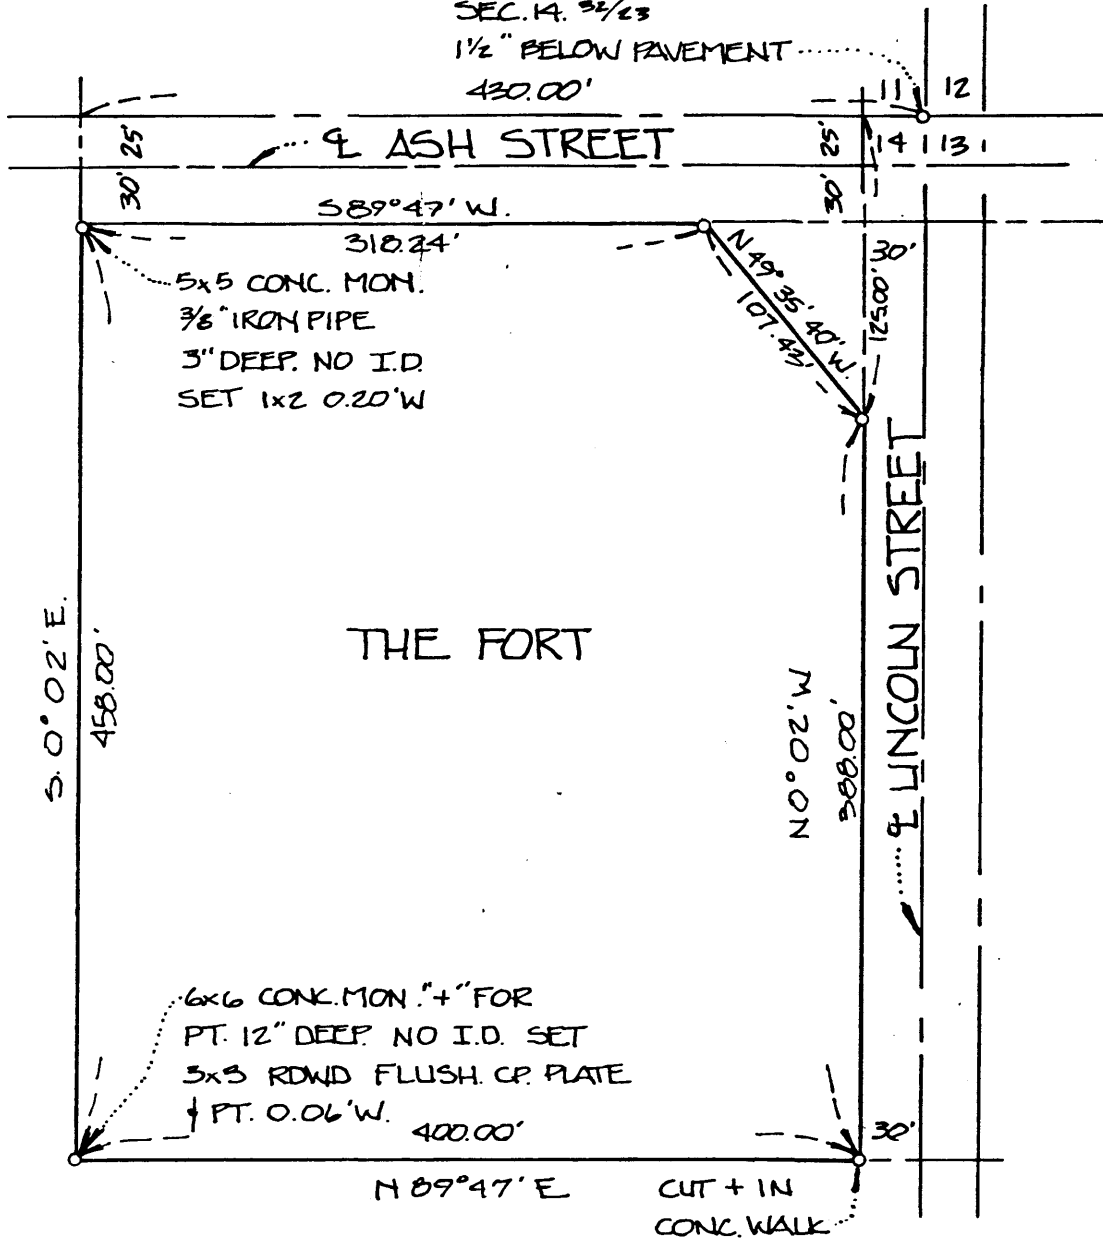 SEC. 14. 32/23
1½" BELOW PAVEMENT
430.00'
11 12
14 13
25'
30'
25'
30'
℄ ASH STREET
S89°47'W.
318.24'
N 49° 35' 40" W.
107.43'
30'
125.00'
5x5 CONC. MON.
3/8" IRON PIPE
3" DEEP. NO I.D.
SET 1x2 0.20'W
THE FORT
S. 0° 02' E.
458.00'
N 0° 02' W.
388.00'
℄ LINCOLN STREET
6x6 CONC. MON. "+" FOR
PT. 12" DEEP. NO I.D. SET
3x3 RDWD FLUSH. CP. PLATE
PT. 0.06'W.
400.00'
30'
N 89°47' E
CUT + IN
CONC. WALK